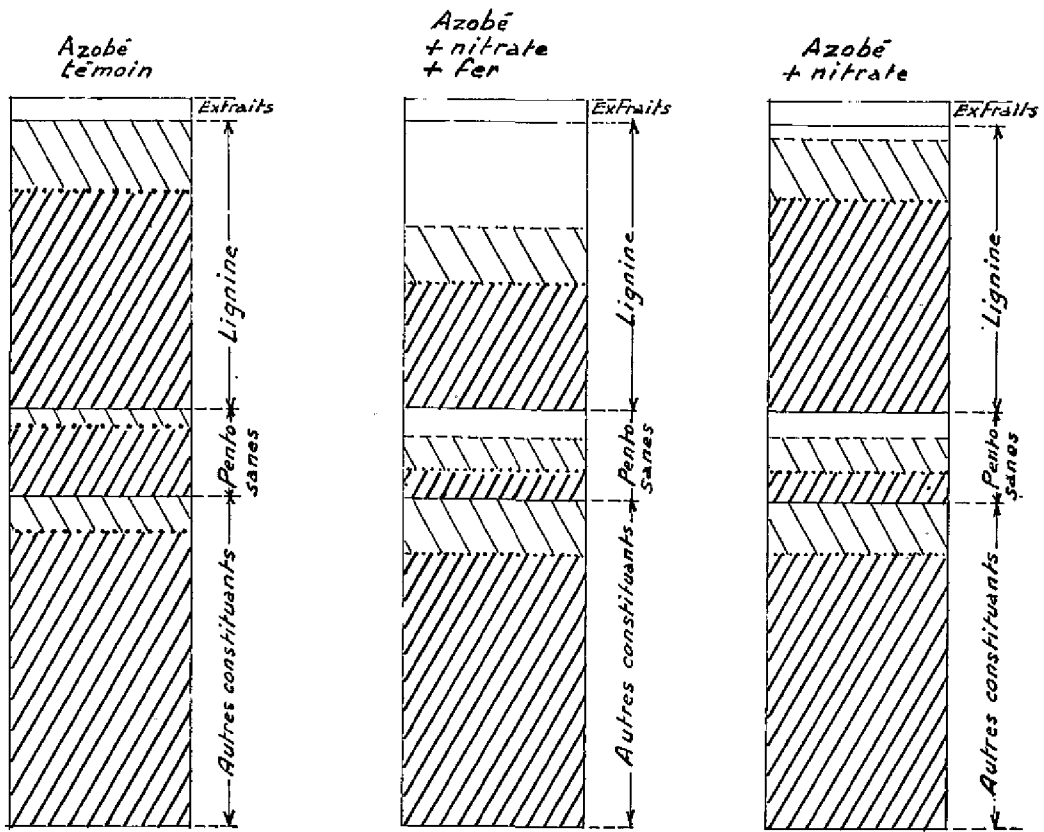 Azobé
témoin
Extraits
Lignine
Pento
sanes
Autres constituants
Azobé
+ nitrate
+ fer
Lignine
Pento
sanes
Autres constituants
Azobé
+ nitrate
Extraits
Extraits
Lignine
Pento
sanes
Autres constituants